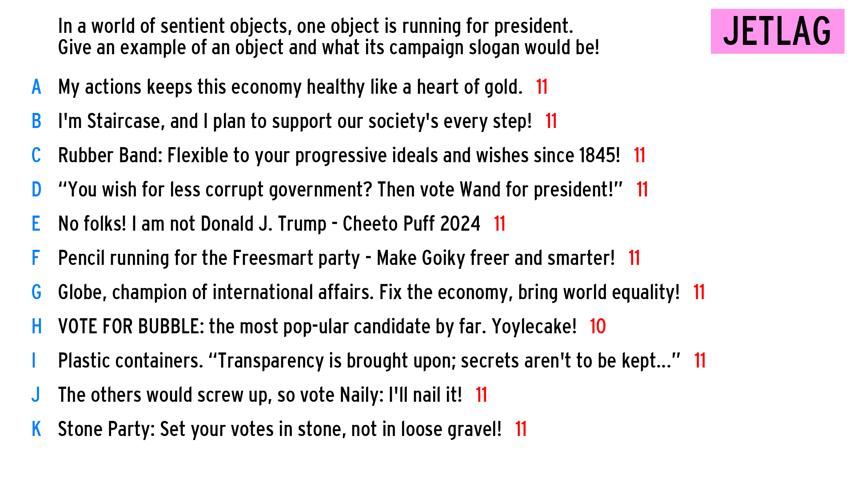 In a world of sentient objects, one object is running for president.
Give an example of an object and what its campaign slogan would be!
JETLAG
A My actions keeps this economy healthy like a heart of gold. 11
B I'm Staircase, and I plan to support our society's every step! 11
C Rubber Band: Flexible to your progressive ideals and wishes since 1845! 11
D “You wish for less corrupt government? Then vote Wand for president!” 11
E No folks! I am not Donald J. Trump - Cheeto Puff 2024 11
F Pencil running for the Freesmart party - Make Goiky freer and smarter! 11
G Globe, champion of international affairs. Fix the economy, bring world equality! 11
H VOTE FOR BUBBLE: the most pop-ular candidate by far. Yoylecake! 10
I Plastic containers. “Transparency is brought upon; secrets aren't to be kept...” 11
J The others would screw up, so vote Naily: I'll nail it! 11
K Stone Party: Set your votes in stone, not in loose gravel! 11